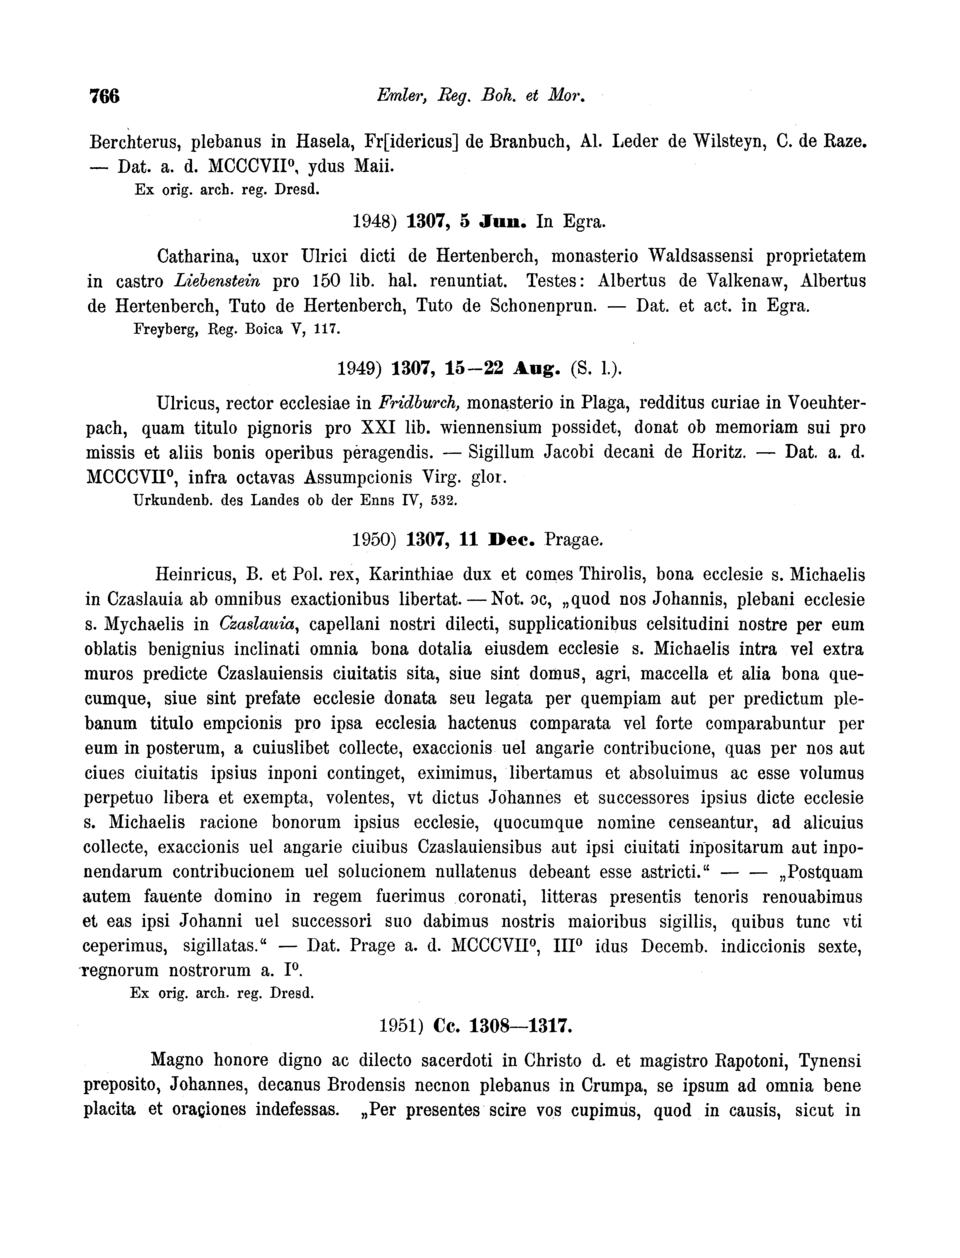 766 Emler, Reg. Boh. et Mor.
Berchterus, plebanus in Hasela, Fr[idericus] de Branbuch, Al. Leder de Wilsteyn, C. de Raze.
— Dat. a. d. MCCCVII⁰, ydus Maii.
Ex orig. arch. reg. Dresd.
1948) 1307, 5 Jun. In Egra.
Catharina, uxor Ulrici dicti de Hertenberch, monasterio Waldsassensi proprietatem
in castro Liebenstein pro 150 lib. hal. renuntiat. Testes: Albertus de Valkenaw, Albertus
de Hertenberch, Tuto de Hertenberch, Tuto de Schonenprun. — Dat. et act. in Egra.
Freyberg, Reg. Boica V, 117.
1949) 1307, 15—22 Aug. (S. l.).
Ulricus, rector ecclesiae in Fridburch, monasterio in Plaga, redditus curiae in Voeuhter-
pach, quam titulo pignoris pro XXI lib. wiennensium possidet, donat ob memoriam sui pro
missis et aliis bonis operibus peragendis. — Sigillum Jacobi decani de Horitz. — Dat. a. d.
MCCCVII⁰, infra octavas Assumpcionis Virg. glor.
Urkundenb. des Landes ob der Enns IV, 532.
1950) 1307, 11 Dec. Pragae.
Heinricus, B. et Pol. rex, Karinthiae dux et comes Thirolis, bona ecclesie s. Michaelis
in Czaslauia ab omnibus exactionibus libertat. — Not. ɔc, „quod nos Johannis, plebani ecclesie
s. Mychaelis in Czaslauia, capellani nostri dilecti, supplicationibus celsitudini nostre per eum
oblatis benignius inclinati omnia bona dotalia eiusdem ecclesie s. Michaelis intra vel extra
muros predicte Czaslauiensis ciuitatis sita, siue sint domus, agri, maccella et alia bona que-
cumque, siue sint prefate ecclesie donata seu legata per quempiam aut per predictum ple-
banum titulo empcionis pro ipsa ecclesia hactenus comparata vel forte comparabuntur per
eum in posterum, a cuiuslibet collecte, exaccionis uel angarie contribucione, quas per nos aut
ciues ciuitatis ipsius inponi continget, eximimus, libertamus et absoluimus ac esse volumus
perpetuo libera et exempta, volentes, vt dictus Johannes et successores ipsius dicte ecclesie
s. Michaelis racione bonorum ipsius ecclesie, quocumque nomine censeantur, ad alicuius
collecte, exaccionis uel angarie ciuibus Czaslauiensibus aut ipsi ciuitati inpositarum aut inpo-
nendarum contribucionem uel solucionem nullatenus debeant esse astricti.“ — — „Postquam
autem fauente domino in regem fuerimus coronati, litteras presentis tenoris renouabimus
et eas ipsi Johanni uel successori suo dabimus nostris maioribus sigillis, quibus tunc vti
ceperimus, sigillatas.“ — Dat. Prage a. d. MCCCVII⁰, III⁰ idus Decemb. indiccionis sexte,
regnorum nostrorum a. I⁰.
Ex orig. arch. reg. Dresd.
1951) Cc. 1308—1317.
Magno honore digno ac dilecto sacerdoti in Christo d. et magistro Rapotoni, Tynensi
preposito, Johannes, decanus Brodensis necnon plebanus in Crumpa, se ipsum ad omnia bene
placita et oraçiones indefessas. „Per presentes scire vos cupimus, quod in causis, sicut in